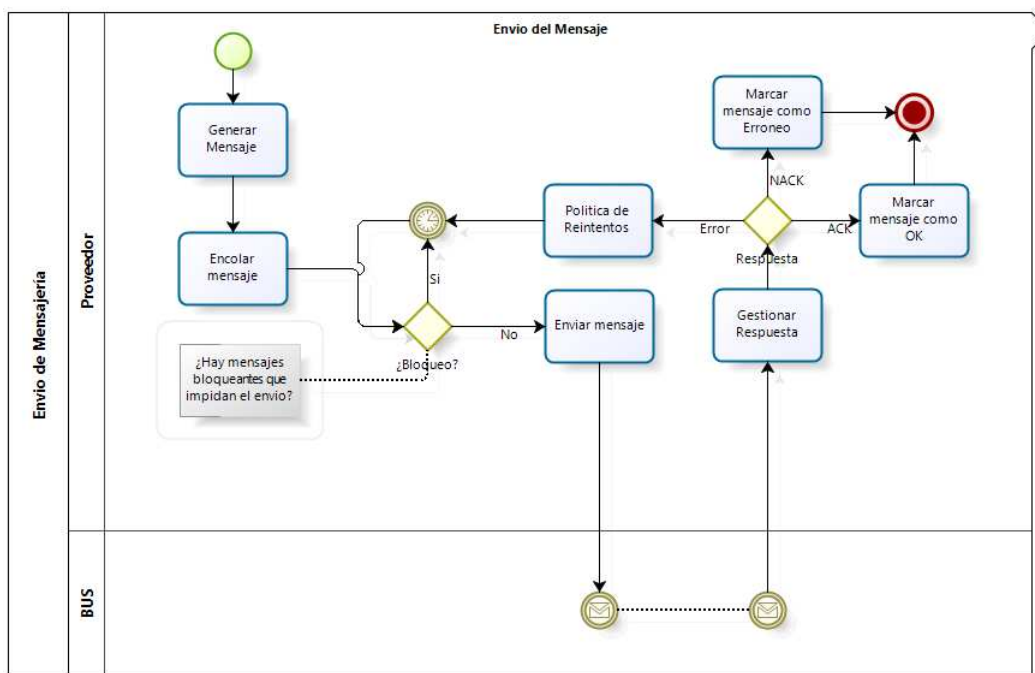 Envio del Mensaje
Envio de Mensajería
Proveedor
Generar
Mensaje
Encolar
mensaje
¿Hay mensajes
bloqueantes que
impidan el envio?
Si
¿Bloqueo?
No
Enviar mensaje
Politica de
Reintentos
Error
Respuesta
NACK
ACK
Marcar
mensaje como
Erroneo
Marcar
mensaje como
OK
Gestionar
Respuesta
BUS